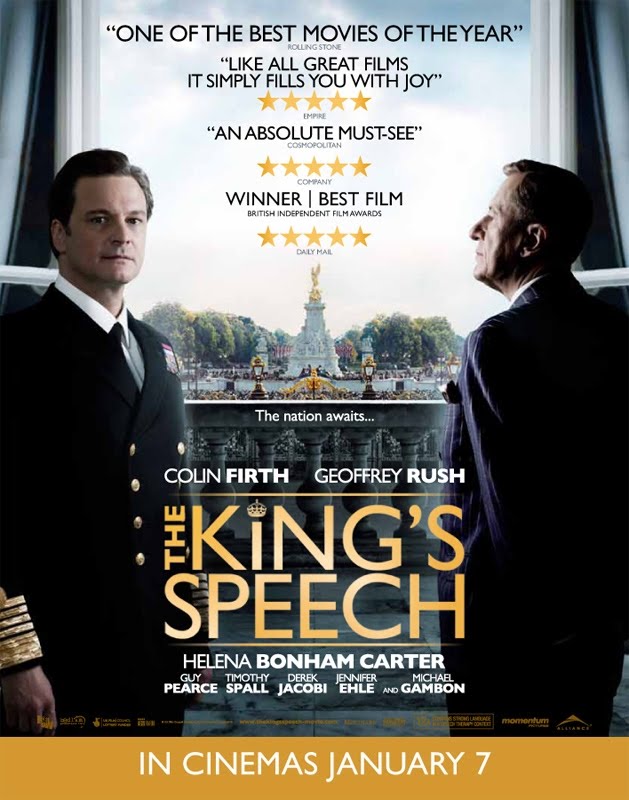 “ONE OF THE BEST MOVIES OF THE YEAR”
ROLLING STONE
“LIKE ALL GREAT FILMS
IT SIMPLY FILLS YOU WITH JOY”
EMPIRE
“AN ABSOLUTE MUST-SEE”
COSMOPOLITAN
COMPANY
WINNER | BEST FILM
BRITISH INDEPENDENT FILM AWARDS
DAILY MAIL
The nation awaits...
COLIN FIRTH GEOFFREY RUSH
THE KING'S
SPEECH
HELENA BONHAM CARTER
GUY PEARCE TIMOTHY SPALL DEREK JACOBI JENNIFER EHLE AND MICHAEL GAMBON
momentum
PICTURES
ALLIANCE
IN CINEMAS JANUARY 7